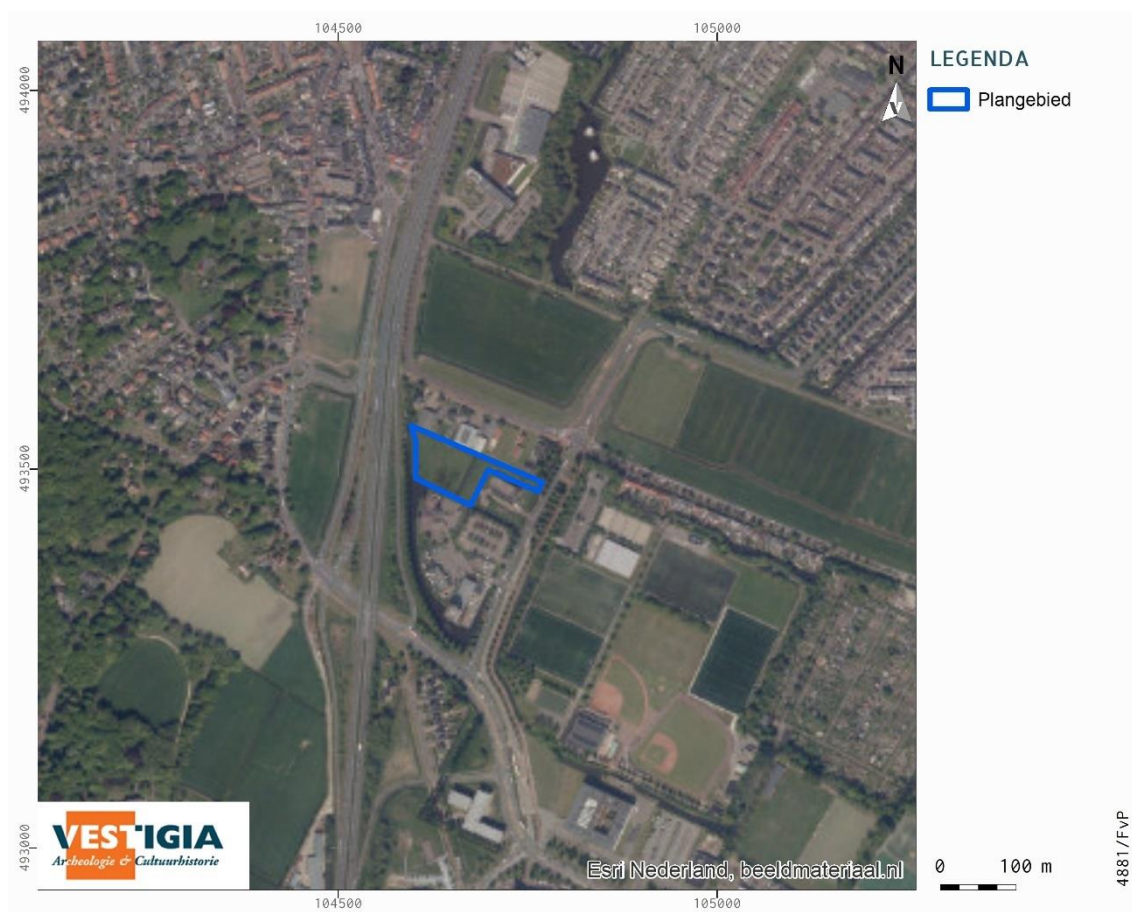 104500 105000
494000
493500
493000
N
LEGENDA
Plangebied
VESTIGIA
Archeologie & Cultuurhistorie
Esri Nederland, beeldmateriaal.nl
0 100 m
4881/FvP
104500 105000